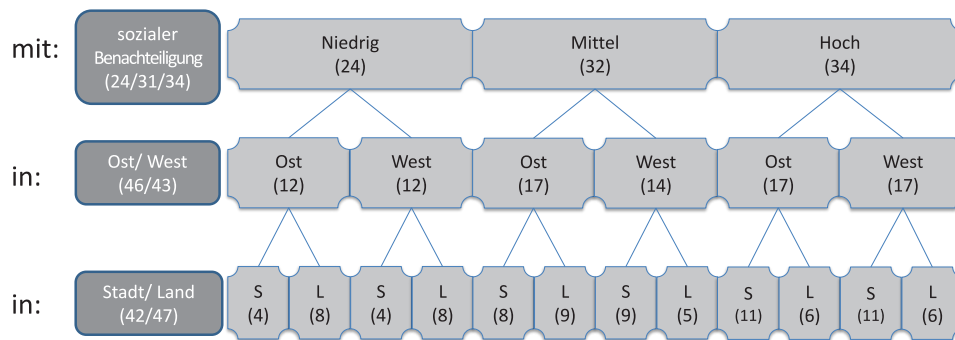 mit:
sozialer
Benachteiligung
(24/31/34)
Niedrig
(24)
Mittel
(32)
Hoch
(34)
in:
Ost/ West
(46/43)
Ost
(12)
West
(12)
Ost
(17)
West
(14)
Ost
(17)
West
(17)
in:
Stadt/ Land
(42/47)
S
(4)
L
(8)
S
(4)
L
(8)
S
(8)
L
(9)
S
(9)
L
(5)
S
(11)
L
(6)
S
(11)
L
(6)